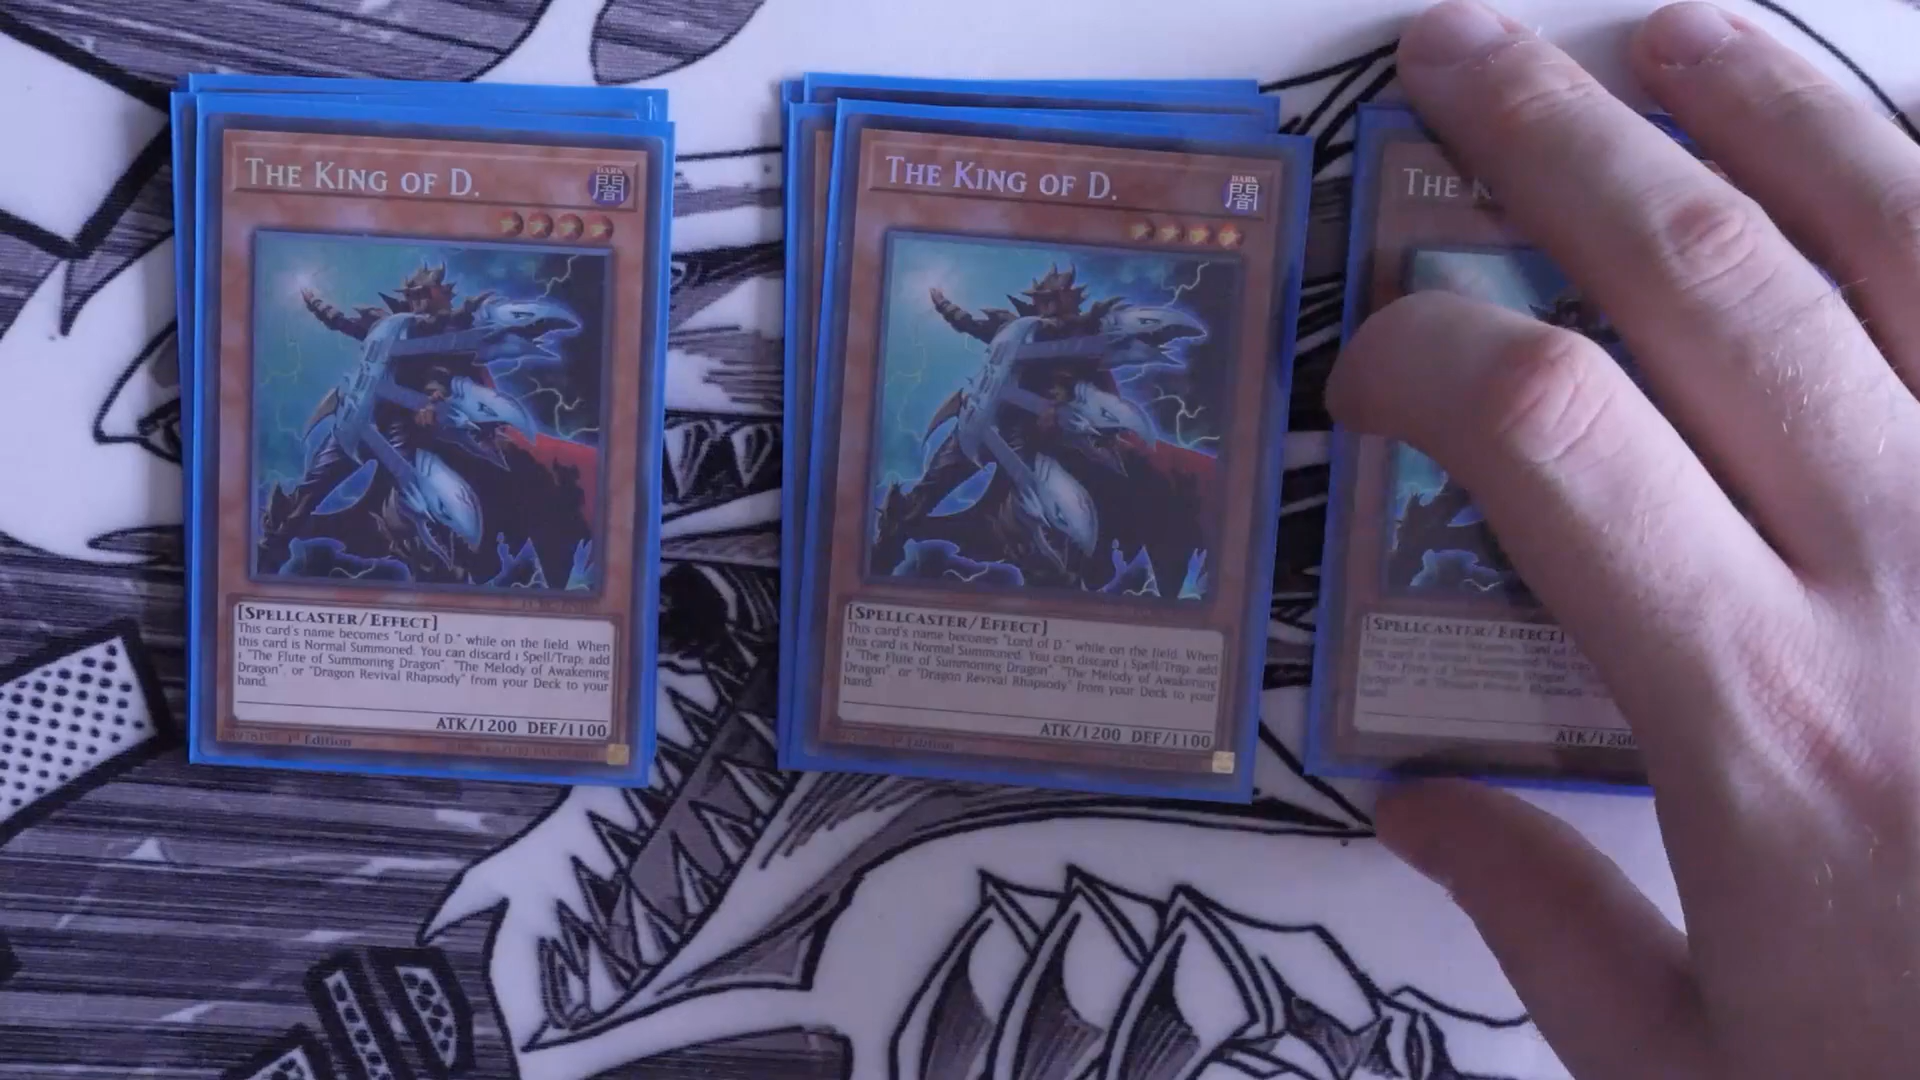 THE KING OF D.
DARK
闇
[SPELLCASTER/EFFECT]
This card's name becomes "Lord of D." while on the field. When
this card is Normal Summoned: You can discard 1 Spell/Trap; add
1 "The Flute of Summoning Dragon", "The Melody of Awakening
Dragon", or "Dragon Revival Rhapsody" from your Deck to your
hand.
ATK/1200 DEF/1100
1st Edition
THE KING OF D.
DARK
闇
[SPELLCASTER/EFFECT]
This card's name becomes "Lord of D." while on the field. When
this card is Normal Summoned: You can discard 1 Spell/Trap; add
1 "The Flute of Summoning Dragon", "The Melody of Awakening
Dragon", or "Dragon Revival Rhapsody" from your Deck to your
hand.
ATK/1200 DEF/1100
1st Edition
THE
[SPELLCASTER/EFFECT]
ATK/1200